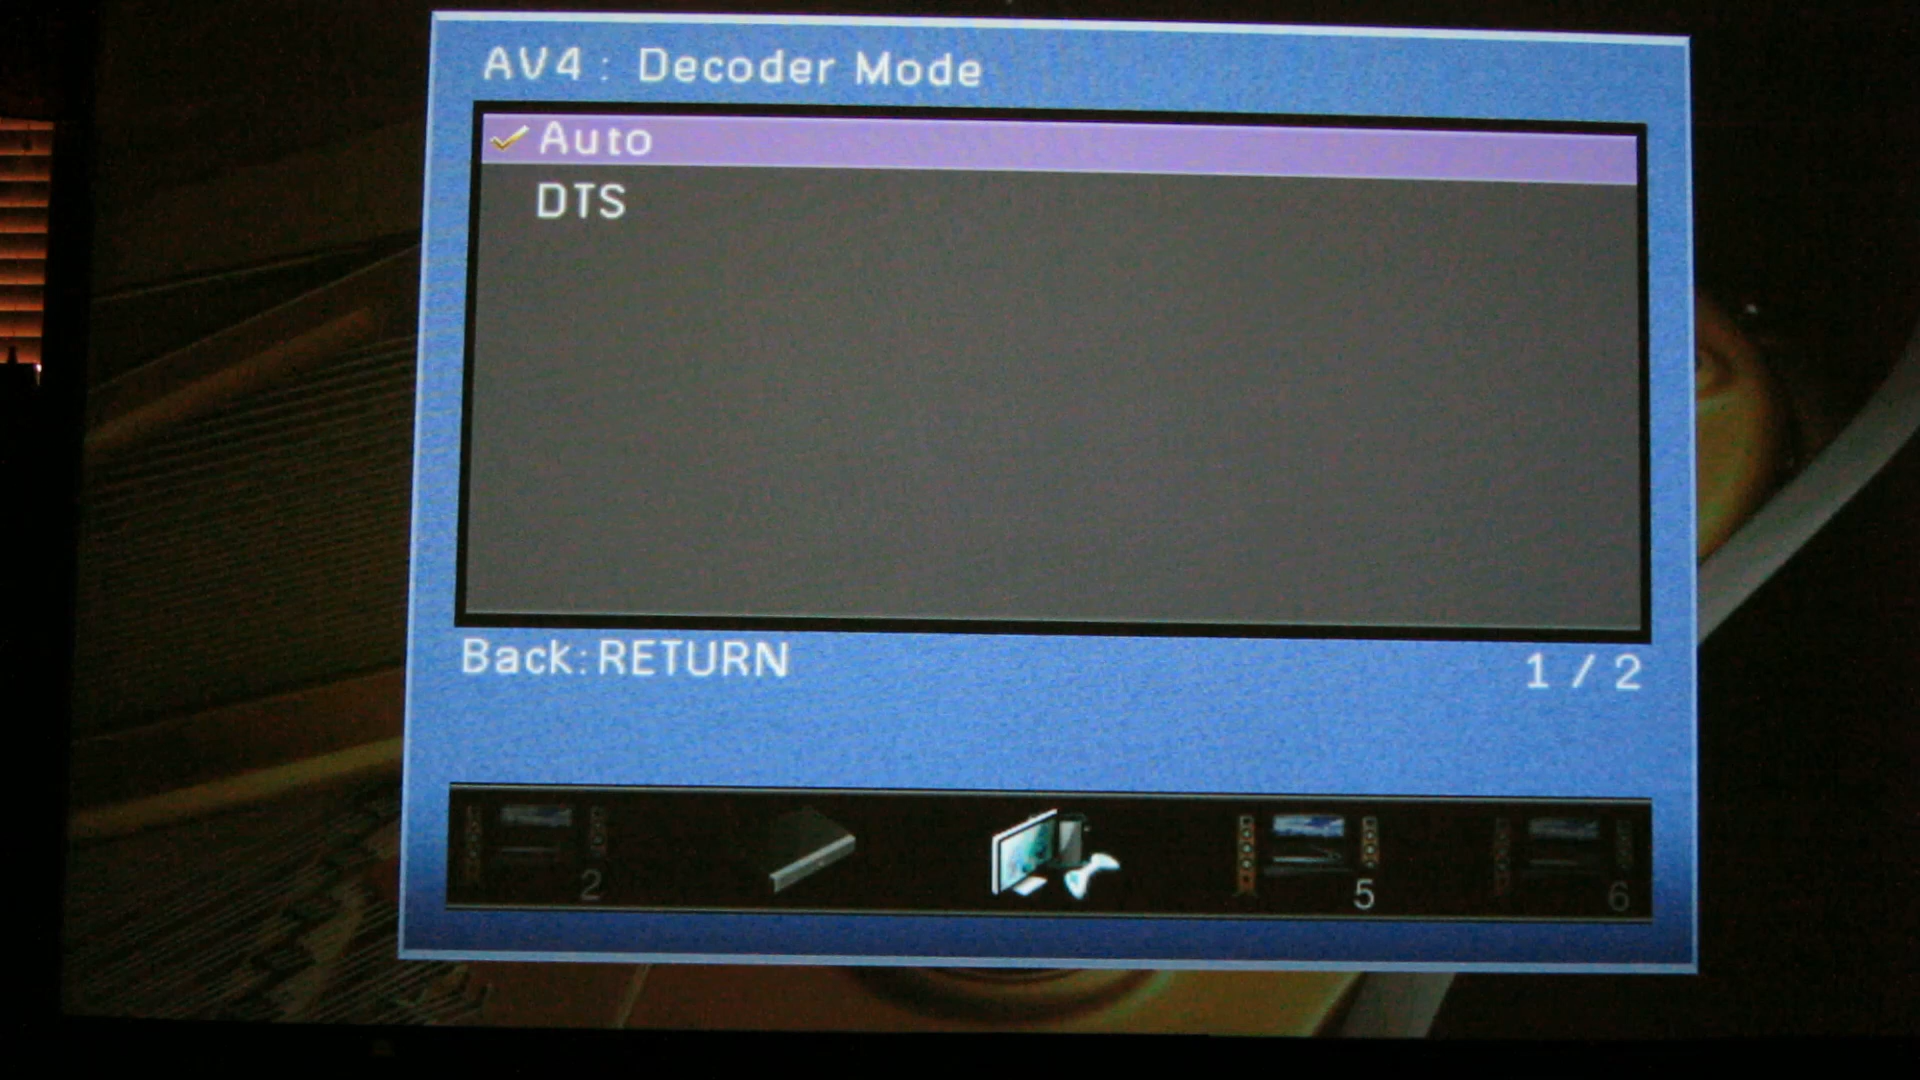 AV4 : Decoder Mode
Auto
DTS
Back:RETURN
1 / 2
2
5
6